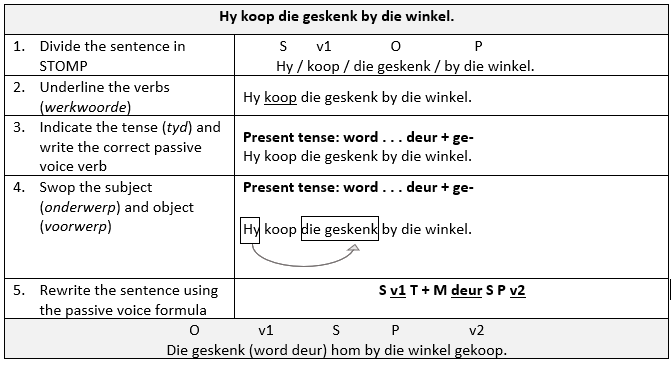 Hy koop die geskenk by die winkel.
1. Divide the sentence in
STOMP
S v1 O P
Hy / koop / die geskenk / by die winkel.
2. Underline the verbs
(werkwoorde)
Hy koop die geskenk by die winkel.
3. Indicate the tense (tyd) and
write the correct passive
voice verb
Present tense: word . . . deur + ge-
Hy koop die geskenk by die winkel.
4. Swop the subject
(onderwerp) and object
(voorwerp)
Present tense: word . . . deur + ge-
Hy koop die geskenk by die winkel.
5. Rewrite the sentence using
the passive voice formula
S v1 T + M deur S P v2
O v1 S P v2
Die geskenk (word deur) hom by die winkel gekoop.